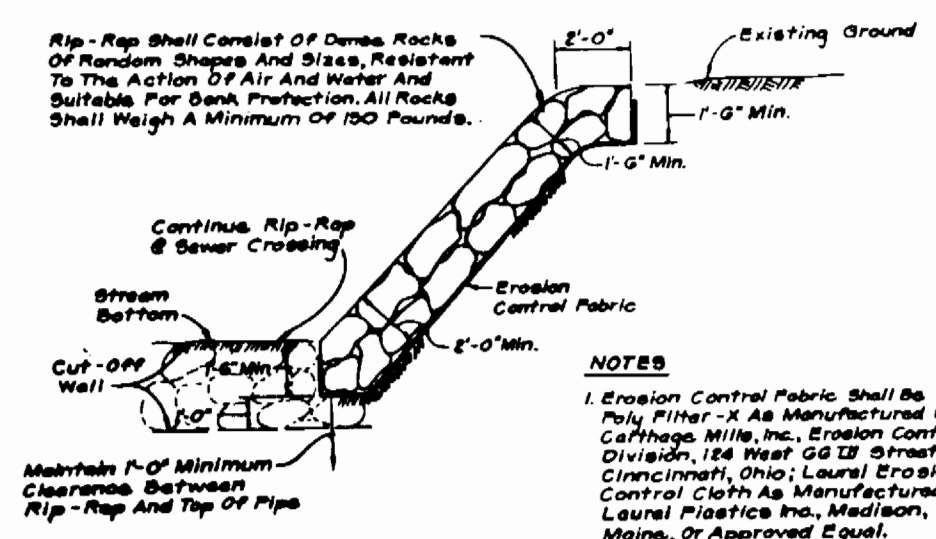 Rip-Rap Shall Consist Of Dense Rocks
Of Random Shapes And Sizes, Resistant
To The Action Of Air And Water And
Suitable For Bank Protection. All Rocks
Shall Weigh A Minimum Of 150 Pounds.
2'-0"
Existing Ground
1'-6" Min.
1'-6" Min.
Continue Rip-Rap
@ Sewer Crossing
Stream
Bottom
Erosion
Control Fabric
2'-0" Min.
Cut-Off
Wall
1'-6" Min
1'-0"
Maintain 1'-0" Minimum
Clearance Between
Rip-Rap And Top Of Pipe
NOTES
1. Erosion Control Fabric Shall Be
Poly Filter-X As Manufactured
Carthage Mills, Inc., Erosion Cont
Division, 124 West 66TH Street
Cinncinnati, Ohio; Laurel Erosi
Control Cloth As Manufactured
Laurel Plastics Inc., Madison,
Maine, Or Approved Equal.